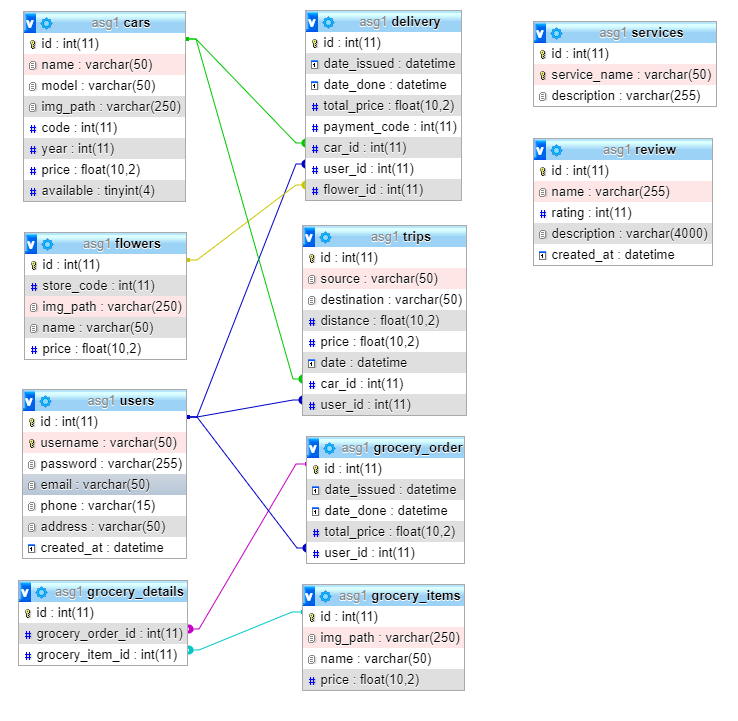 asg1 cars
id : int(11)
name : varchar(50)
model : varchar(50)
img_path : varchar(250)
code : int(11)
year : int(11)
price : float(10,2)
available : tinyint(4)
asg1 delivery
id : int(11)
date_issued : datetime
date_done : datetime
total_price : float(10,2)
payment_code : int(11)
car_id : int(11)
user_id : int(11)
flower_id : int(11)
asg1 services
id : int(11)
service_name : varchar(50)
description : varchar(255)
asg1 review
id : int(11)
name : varchar(255)
rating : int(11)
description : varchar(4000)
created_at : datetime
asg1 flowers
id : int(11)
store_code : int(11)
img_path : varchar(250)
name : varchar(50)
price : float(10,2)
asg1 trips
id : int(11)
source : varchar(50)
destination : varchar(50)
distance : float(10,2)
price : float(10,2)
date : datetime
car_id : int(11)
user_id : int(11)
asg1 users
id : int(11)
username : varchar(50)
password : varchar(255)
email : varchar(50)
phone : varchar(15)
address : varchar(50)
created_at : datetime
asg1 grocery_order
id : int(11)
date_issued : datetime
date_done : datetime
total_price : float(10,2)
user_id : int(11)
asg1 grocery_details
id : int(11)
grocery_order_id : int(11)
grocery_item_id : int(11)
asg1 grocery_items
id : int(11)
img_path : varchar(250)
name : varchar(50)
price : float(10,2)